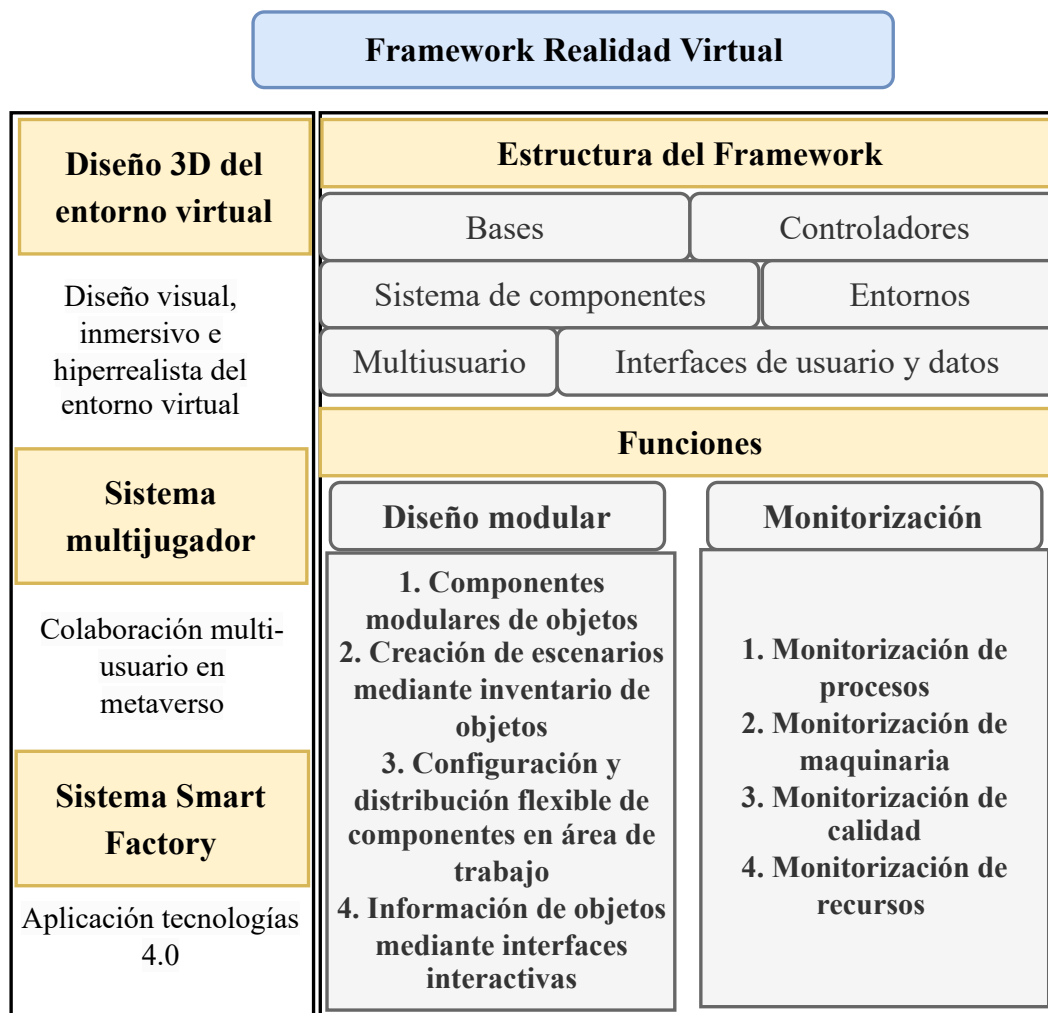 Framework Realidad Virtual
Diseño 3D del
entorno virtual
Diseño visual,
inmersivo e
hiperrealista del
entorno virtual
Sistema
multijugador
Colaboración multi-
usuario en
metaverso
Sistema Smart
Factory
Aplicación tecnologías
4.0
Estructura del Framework
Bases
Controladores
Sistema de componentes
Entornos
Multiusuario
Interfaces de usuario y datos
Funciones
Diseño modular
1. Componentes
modulares de objetos
2. Creación de escenarios
mediante inventario de
objetos
3. Configuración y
distribución flexible de
componentes en área de
trabajo
4. Información de objetos
mediante interfaces
interactivas
Monitorización
1. Monitorización de
procesos
2. Monitorización de
maquinaria
3. Monitorización de
calidad
4. Monitorización de
recursos